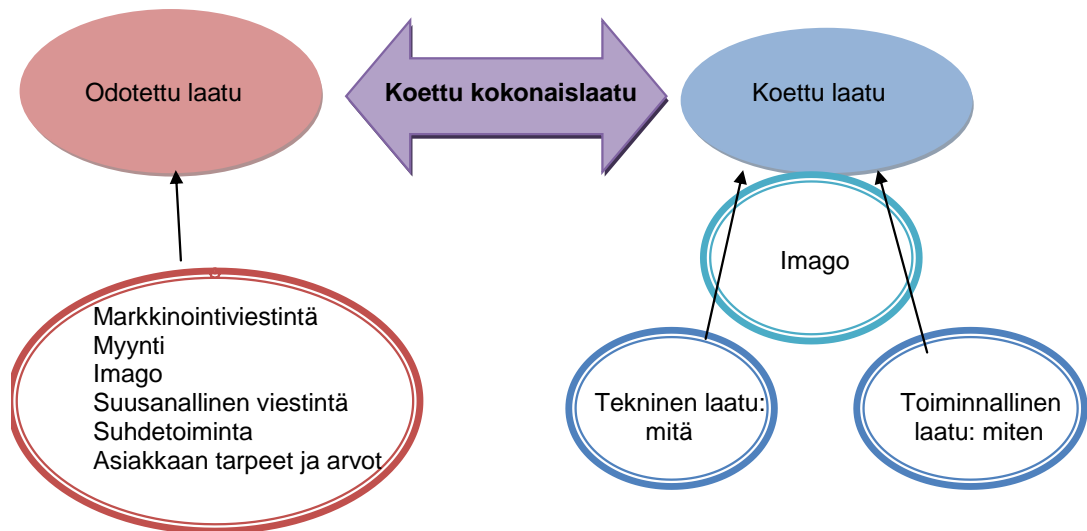 Odotettu laatu
Koettu kokonaislaatu
Koettu laatu
Imago
Markkinointiviestintä
Myynti
Imago
Suusanallinen viestintä
Suhdetoiminta
Asiakkaan tarpeet ja arvot
Tekninen laatu:
mitä
Toiminnallinen
laatu: miten